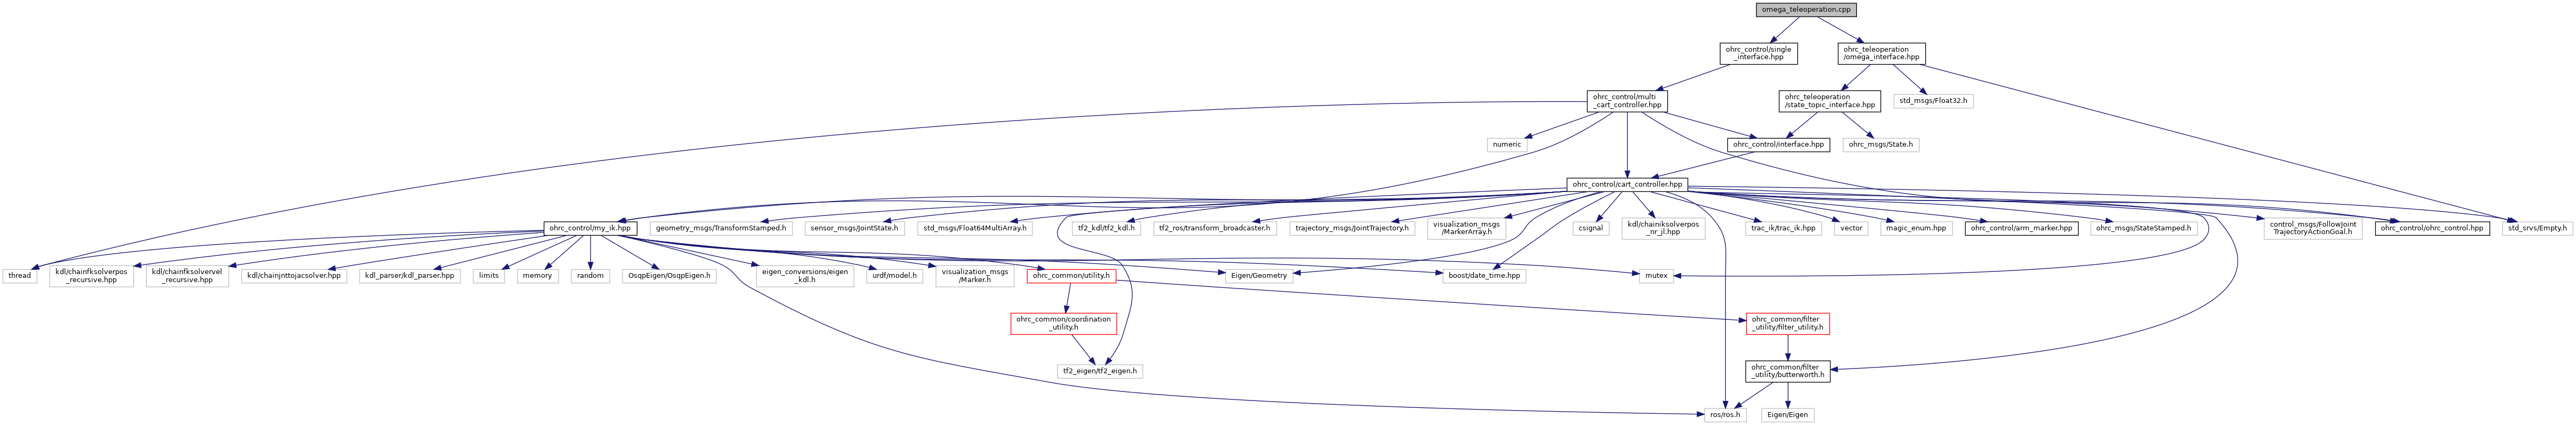 omega_teleoperation.cpp
ohrc_control/single
_interface.hpp
ohrc_teleoperation
/omega_interface.hpp
ohrc_control/multi
_cart_controller.hpp
ohrc_teleoperation
/state_topic_interface.hpp
std_msgs/Float32.h
numeric
ohrc_control/interface.hpp
ohrc_msgs/State.h
ohrc_control/cart_controller.hpp
ohrc_control/my_ik.hpp
geometry_msgs/TransformStamped.h
sensor_msgs/JointState.h
std_msgs/Float64MultiArray.h
tf2_kdl/tf2_kdl.h
tf2_ros/transform_broadcaster.h
trajectory_msgs/JointTrajectory.h
visualization_msgs
/MarkerArray.h
csignal
kdl/chainiksolverpos
_nr_jl.hpp
trac_ik/trac_ik.hpp
vector
magic_enum.hpp
ohrc_control/arm_marker.hpp
ohrc_msgs/StateStamped.h
control_msgs/FollowJoint
TrajectoryActionGoal.h
ohrc_control/ohrc_control.hpp
std_srvs/Empty.h
thread
kdl/chainfksolverpos
_recursive.hpp
kdl/chainfksolvervel
_recursive.hpp
kdl/chainjnttojacsolver.hpp
kdl_parser/kdl_parser.hpp
limits
memory
random
OsqpEigen/OsqpEigen.h
eigen_conversions/eigen
_kdl.h
urdf/model.h
visualization_msgs
/Marker.h
ohrc_common/utility.h
Eigen/Geometry
boost/date_time.hpp
mutex
ohrc_common/coordination
_utility.h
ohrc_common/filter
_utility/filter_utility.h
tf2_eigen/tf2_eigen.h
ohrc_common/filter
_utility/butterworth.h
ros/ros.h
Eigen/Eigen